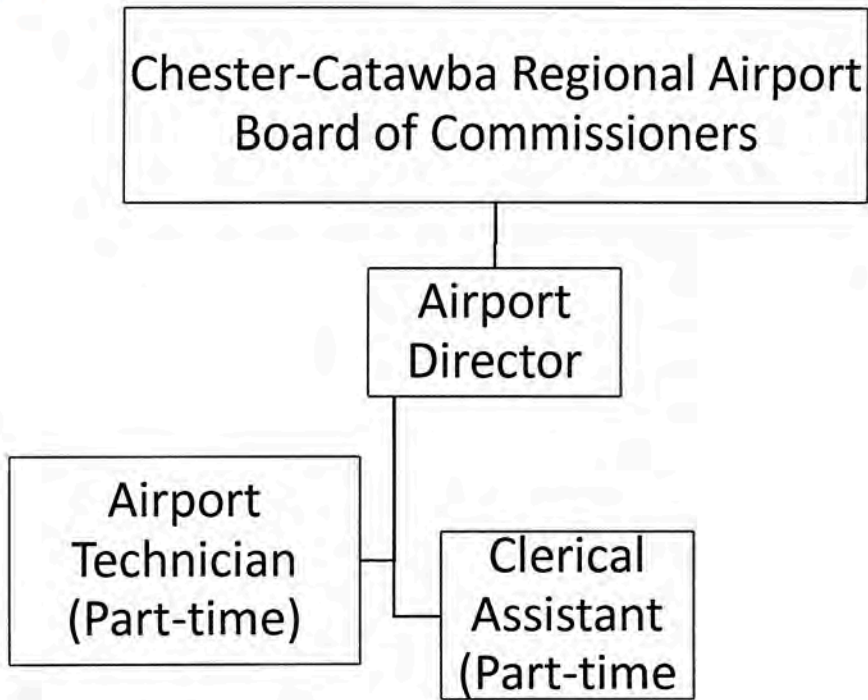 Chester-Catawba Regional Airport
Board of Commissioners
Airport
Director
Airport
Technician
(Part-time)
Clerical
Assistant
(Part-time